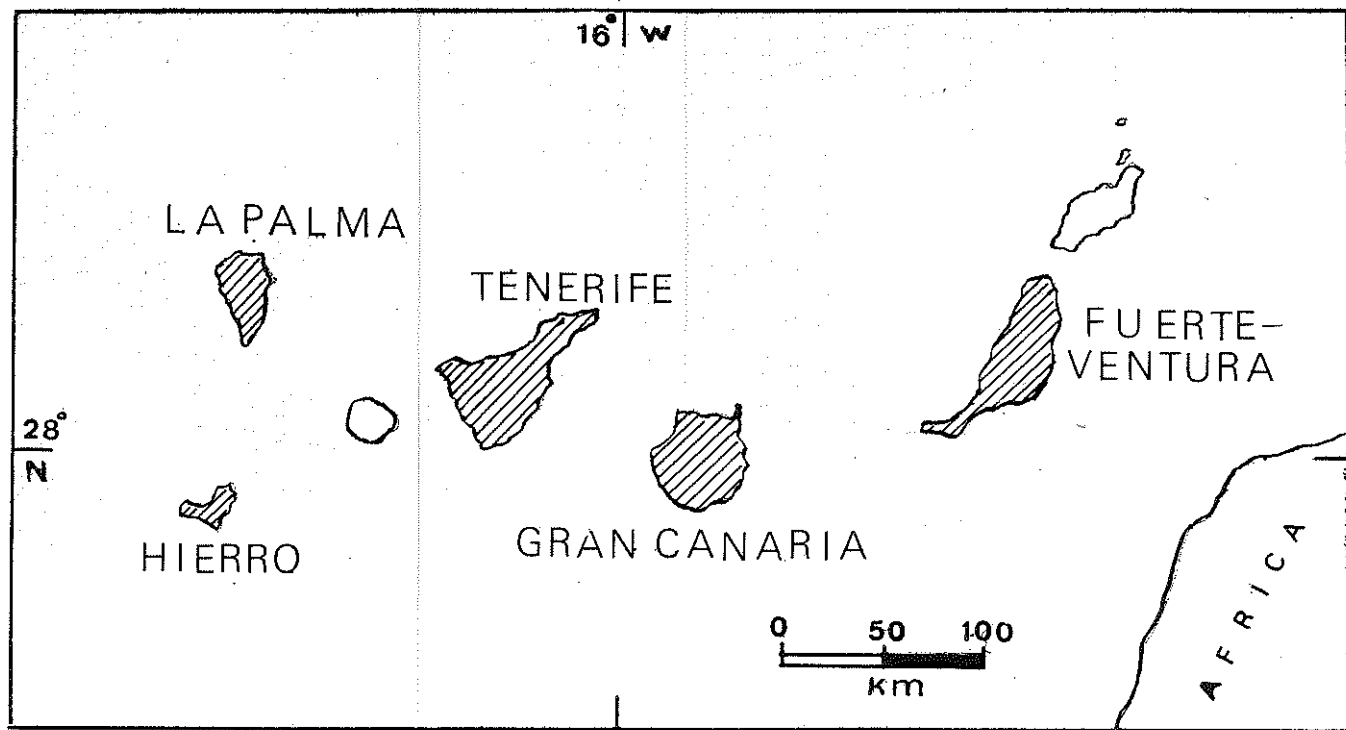 16° W
LA PALMA
TENERIFE
FUERTE-
VENTURA
28°
N
HIERRO
GRAN CANARIA
AFRICA
0 50 100
Km